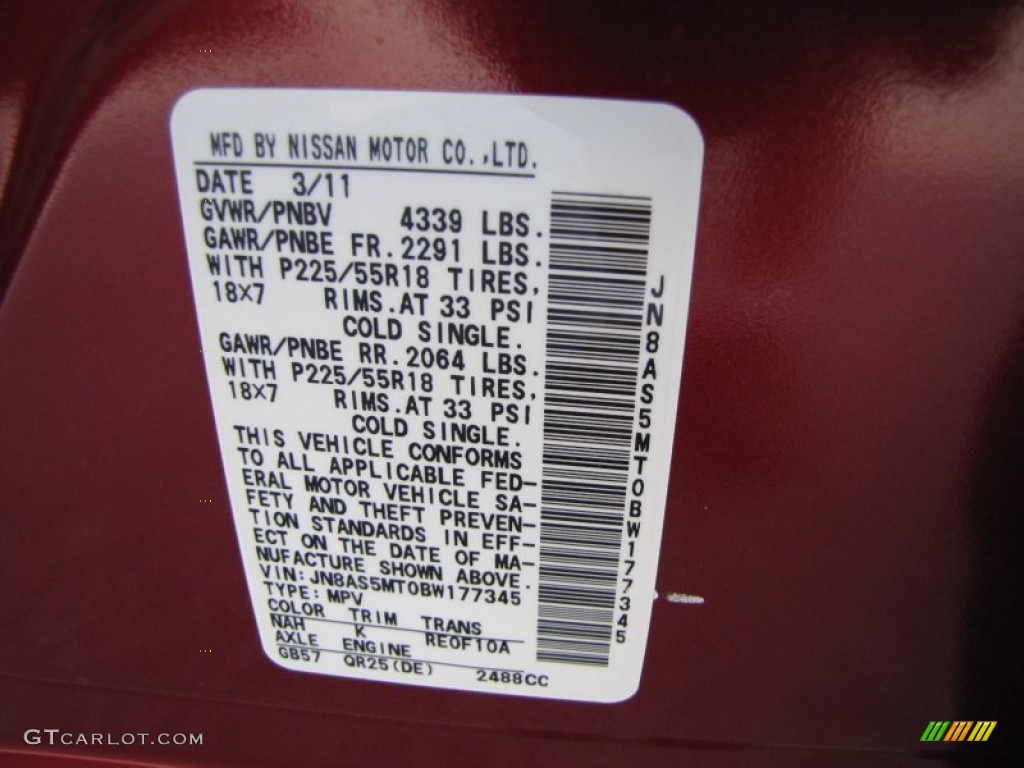 MFD BY NISSAN MOTOR CO.,LTD.
DATE 3/11
GVWR/PNBV 4339 LBS.
GAWR/PNBE FR.2291 LBS.
WITH P225/55R18 TIRES,
18X7 RIMS.AT 33 PSI
COLD SINGLE.
GAWR/PNBE RR.2064 LBS.
WITH P225/55R18 TIRES,
18X7 RIMS.AT 33 PSI
COLD SINGLE.
THIS VEHICLE CONFORMS
TO ALL APPLICABLE FED-
ERAL MOTOR VEHICLE SA-
FETY AND THEFT PREVEN-
TION STANDARDS IN EFF-
ECT ON THE DATE OF MA-
NUFACTURE SHOWN ABOVE.
VIN:JN8AS5MT0BW177345
TYPE:MPV
COLOR TRIM TRANS
NAH K RE0F10A
AXLE ENGINE
GB57 QR25(DE) 2488CC
JN8AS5MT0BW177345
GTCARLOT.COM